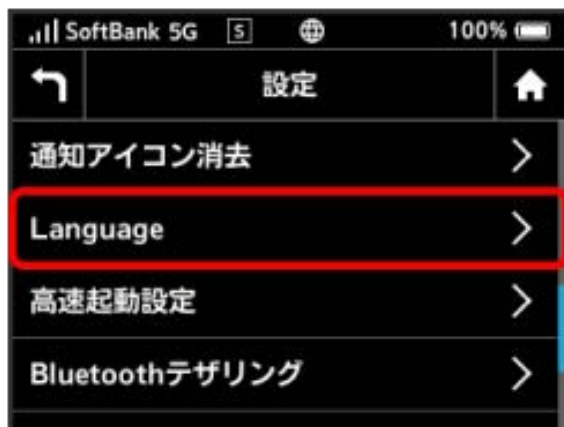 SoftBank 5G S 100%
設定
通知アイコン消去
Language
高速起動設定
Bluetoothテザリング